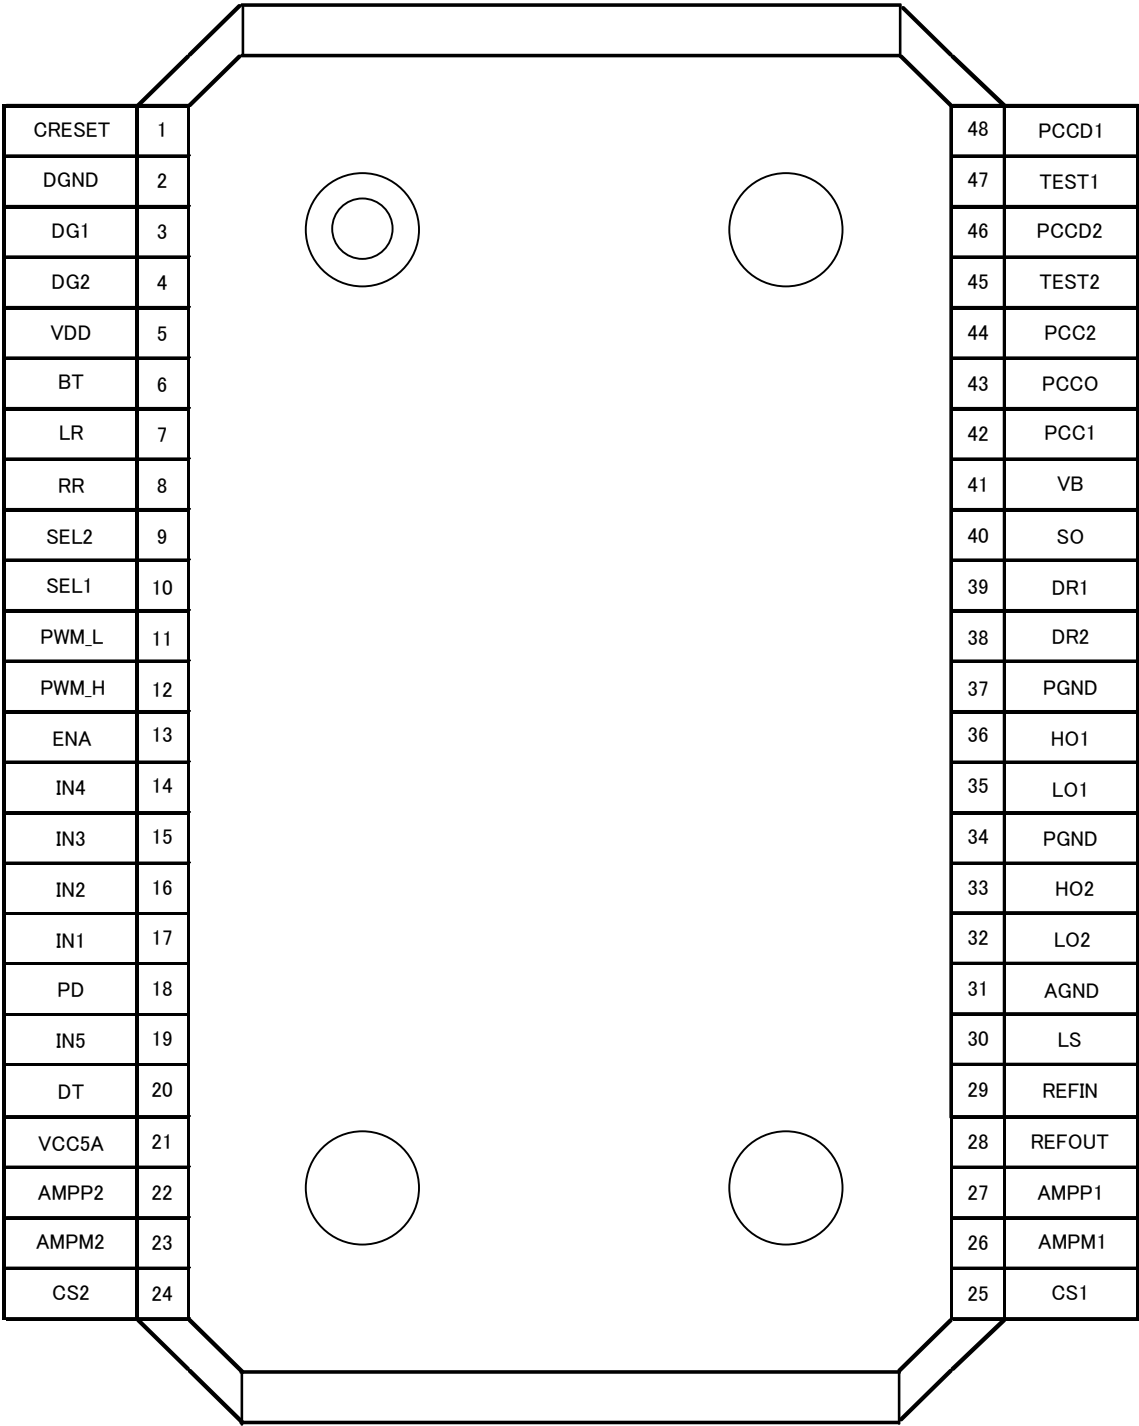 CRESET 1 48 PCCD1
DGND 2 47 TEST1
DG1 3 46 PCCD2
DG2 4 45 TEST2
VDD 5 44 PCC2
BT 6 43 PCCO
LR 7 42 PCC1
RR 8 41 VB
SEL2 9 40 SO
SEL1 10 39 DR1
PWM_L 11 38 DR2
PWM_H 12 37 PGND
ENA 13 36 HO1
IN4 14 35 LO1
IN3 15 34 PGND
IN2 16 33 HO2
IN1 17 32 LO2
PD 18 31 AGND
IN5 19 30 LS
DT 20 29 REFIN
VCC5A 21 28 REFOUT
AMPP2 22 27 AMPP1
AMPM2 23 26 AMPM1
CS2 24 25 CS1